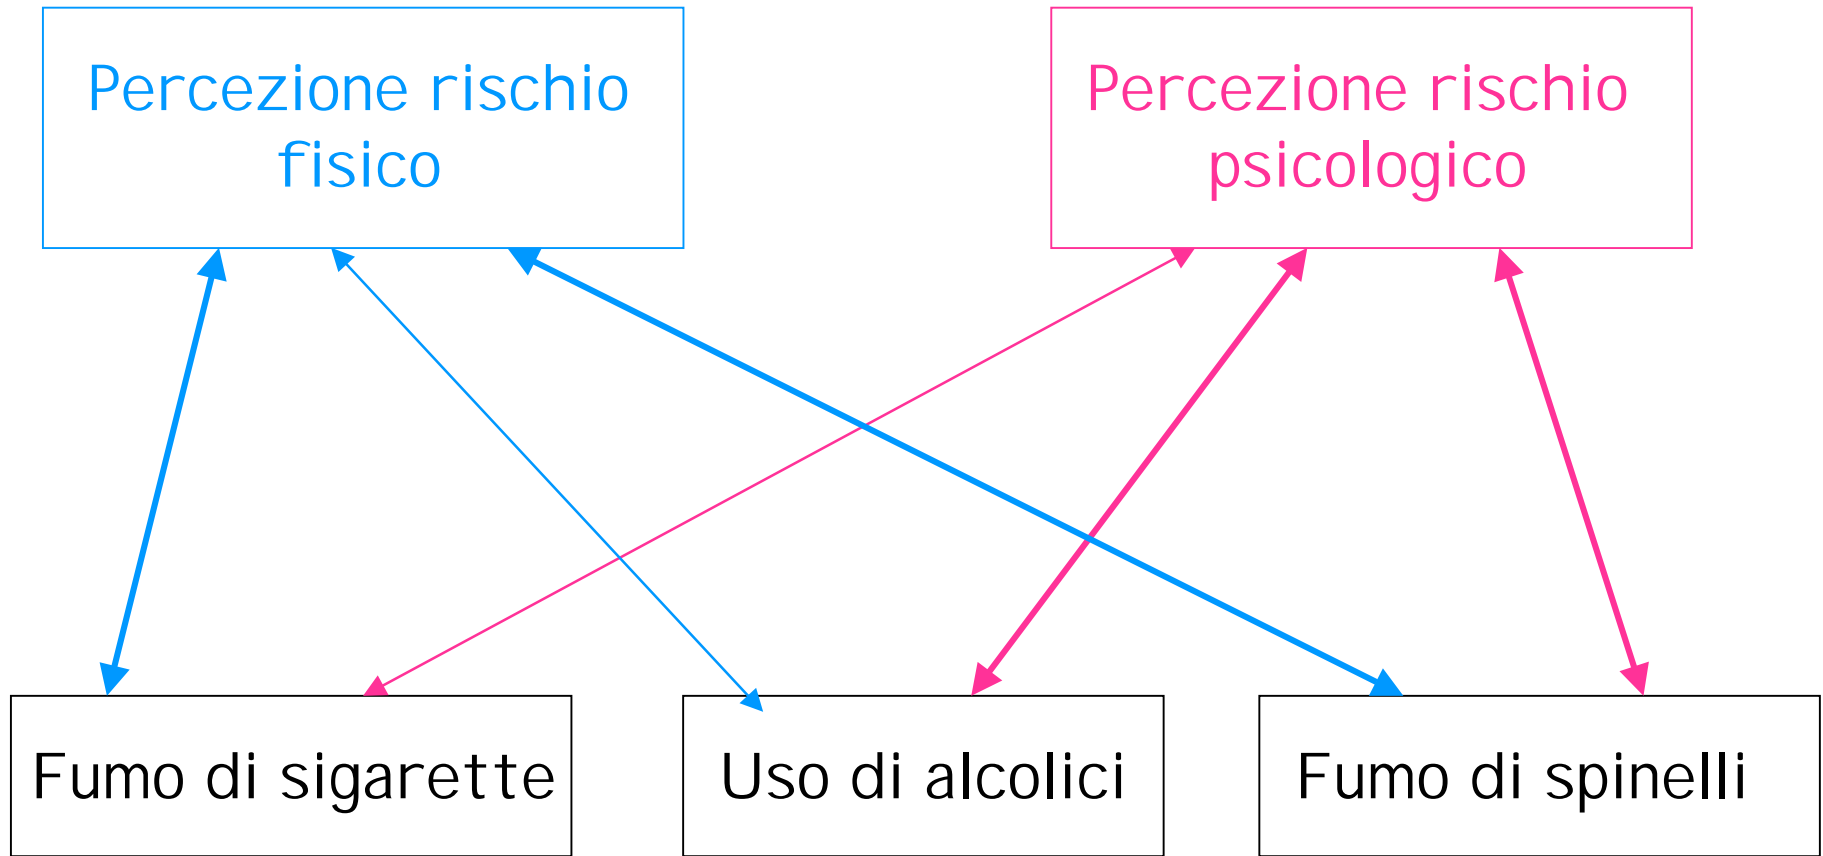 Percezione rischio
fisico
Percezione rischio
psicologico
Fumo di sigarette
Uso di alcolici
Fumo di spinelli